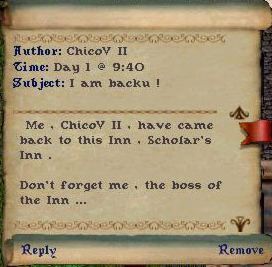 Author: ChicoV II
Time: Day 1 @ 9:40
Subject: I am backu !
Me , ChicoV II , have came
back to this Inn , Scholar's
Inn .
Don't forget me , the boss of
the Inn ...
Reply Remove